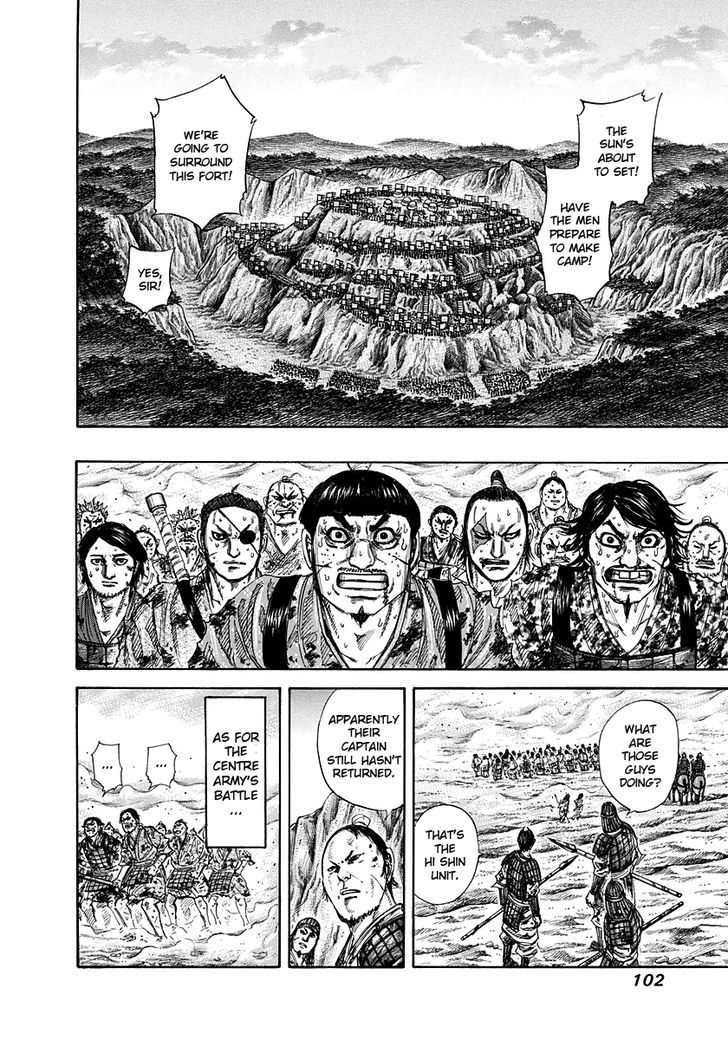 THE
SUN'S
ABOUT
TO SET!
HAVE
THE MEN
PREPARE
TO MAKE
CAMP!
WE'RE
GOING TO
SURROUND
THIS FORT!
YES,
SIR!
WHAT
ARE
THOSE
GUYS
DOING?
THAT'S
THE
HI SHIN
UNIT.
APPARENTLY
THEIR
CAPTAIN
STILL HASN'T
RETURNED.
AS FOR
THE
CENTRE
ARMY'S
BATTLE
...
...
...
102